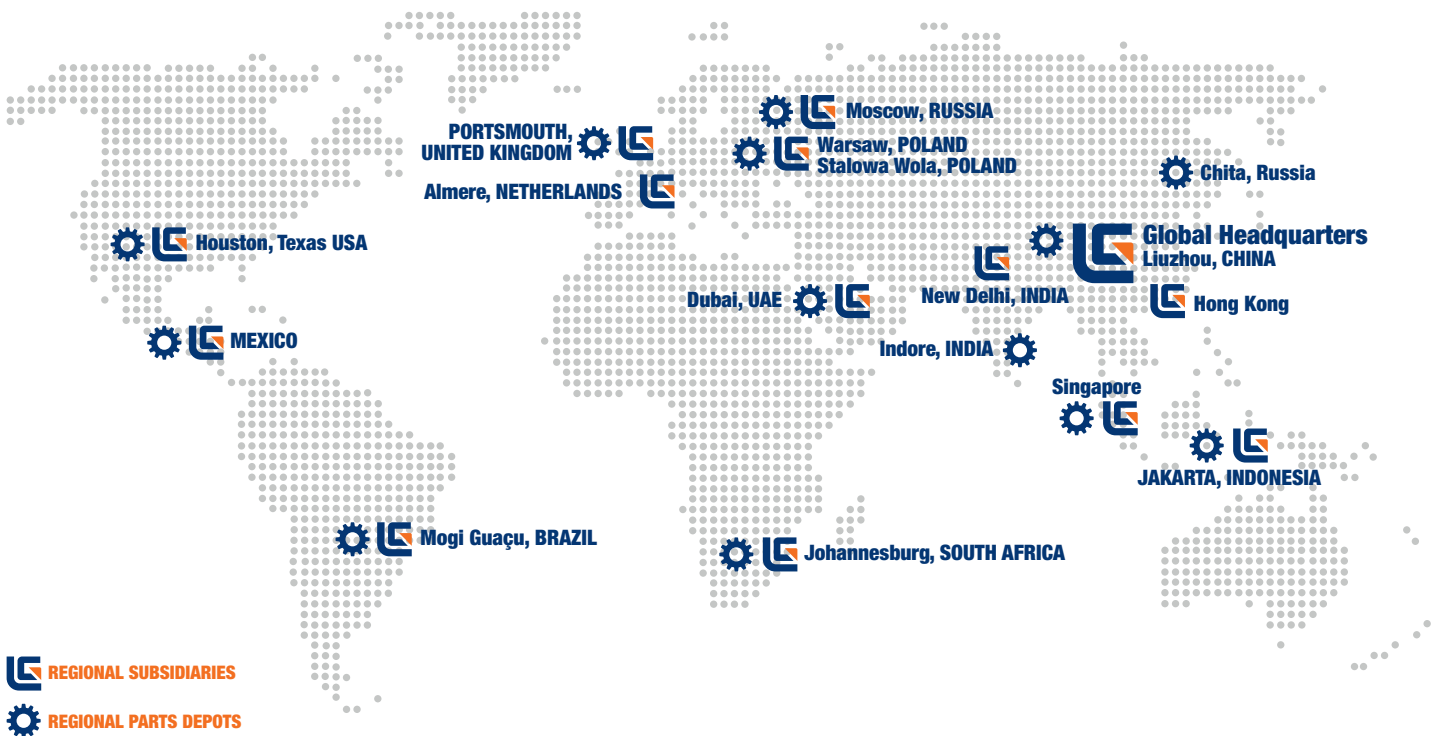 Moscow, RUSSIA
PORTSMOUTH,
UNITED KINGDOM
Warsaw, POLAND
Stalowa Wola, POLAND
Almere, NETHERLANDS
Chita, Russia
Houston, Texas USA
Global Headquarters
Liuzhou, CHINA
New Delhi, INDIA
Dubai, UAE
Hong Kong
MEXICO
Indore, INDIA
Singapore
JAKARTA, INDONESIA
Mogi Guaçu, BRAZIL
Johannesburg, SOUTH AFRICA
REGIONAL SUBSIDIARIES
REGIONAL PARTS DEPOTS